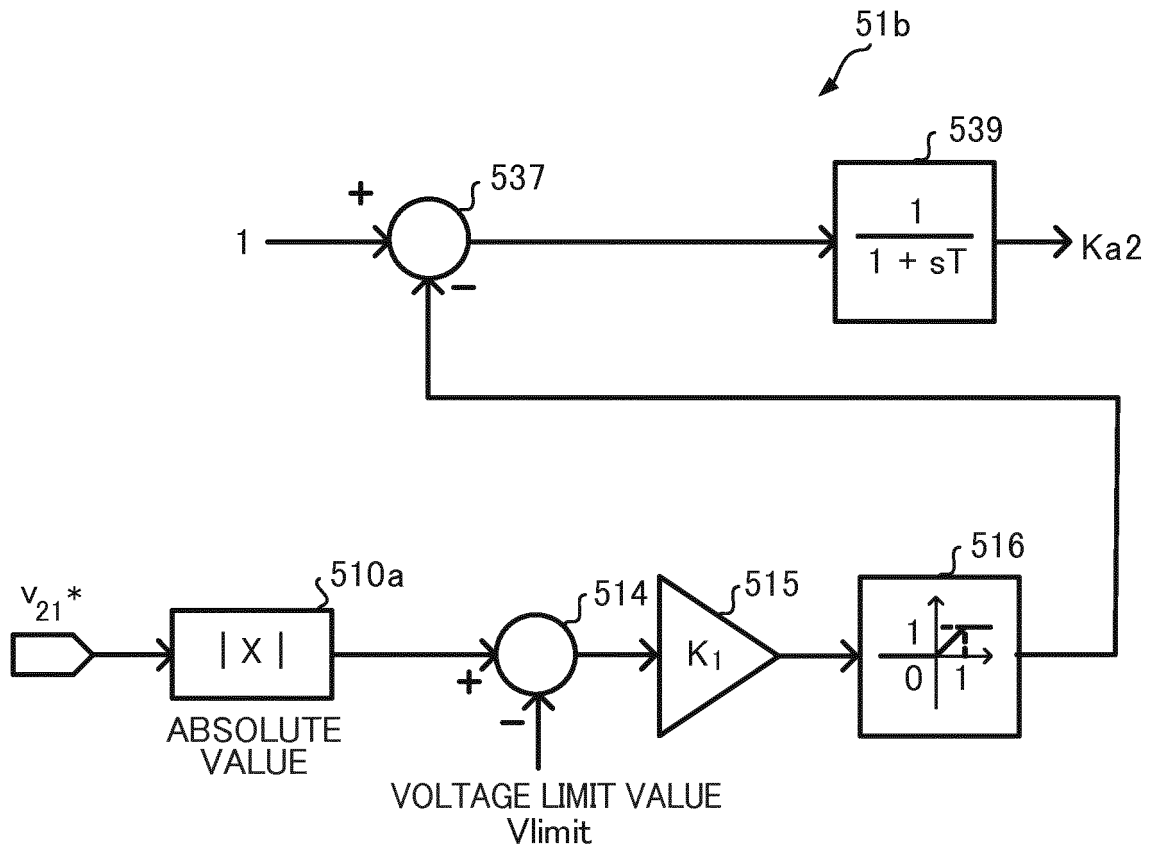 51b
539
537
+
1
1
1 + sT
Ka2
−
516
510a
v21*
514
515
|X|
K1
1
0 1
+
−
ABSOLUTE
VALUE
VOLTAGE LIMIT VALUE
Vlimit